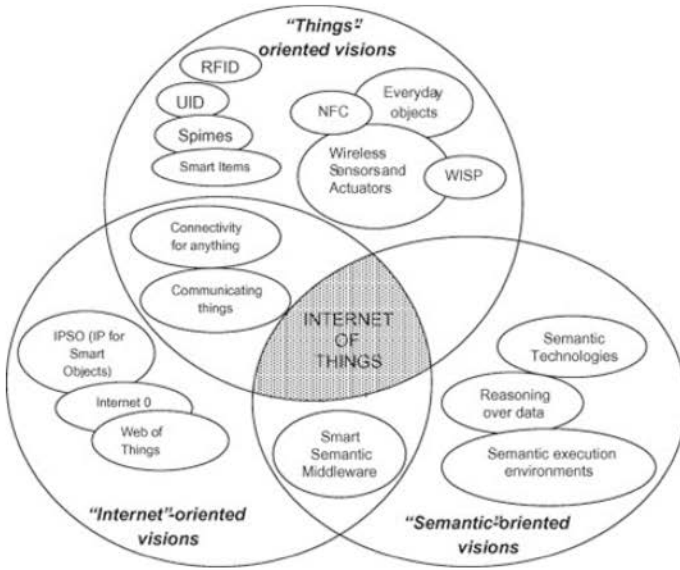 “Things”-
oriented visions
RFID
UID
Spimes
Smart Items
NFC
Everyday
objects
Wireless
Sensors and
Actuators
WISP
Connectivity
for anything
Communicating
things
INTERNET
OF
THINGS
IPSO (IP for
Smart
Objects)
Internet 0
Web of
Things
Smart
Semantic
Middleware
Semantic
Technologies
Reasoning
over data
Semantic execution
environments
“Internet”-oriented
visions
“Semantic”-oriented
visions